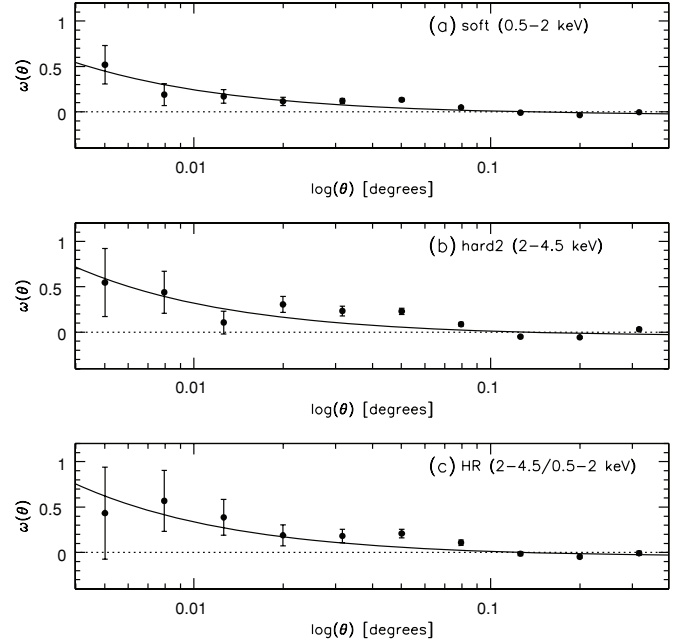 (a) soft (0.5−2 keV)
1
0.5
0
ω(θ)
0.01
0.1
log(θ) [degrees]
(b) hard2 (2−4.5 keV)
1
0.5
0
ω(θ)
0.01
0.1
log(θ) [degrees]
(c) HR (2−4.5/0.5−2 keV)
1
0.5
0
ω(θ)
0.01
0.1
log(θ) [degrees]